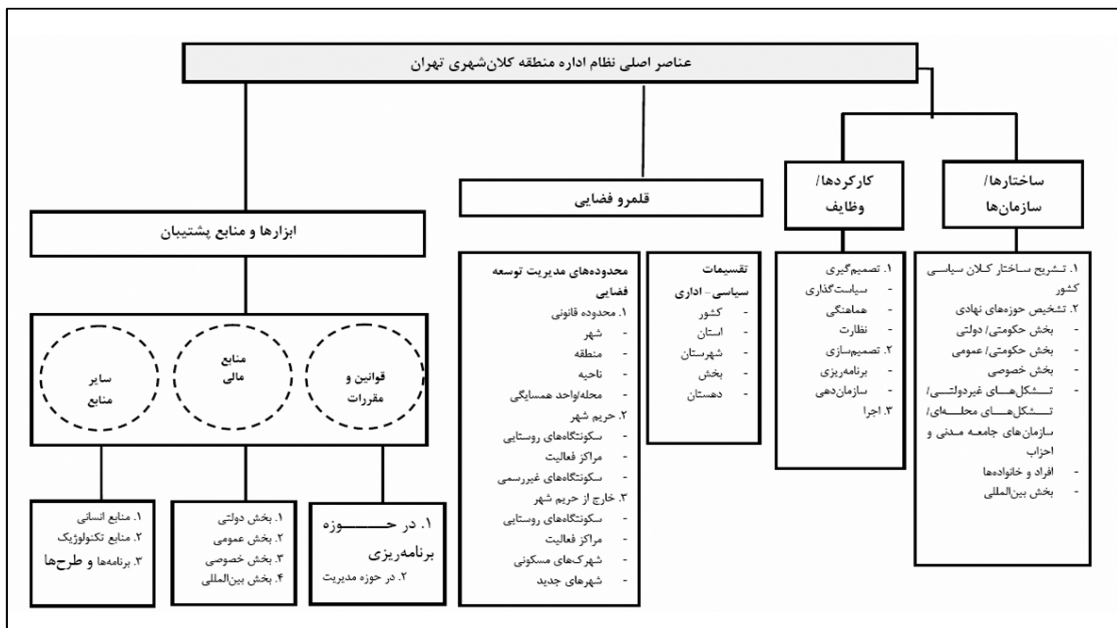 عناصر اصلی نظام اداره منطقه کلان‌شهری تهران
ساختارها/
سازمان‌ها
کارکردها/
وظایف
قلمرو فضایی
ابزارها و منابع پشتیبان
۱. تشریح ساختار کلان سیاسی
کشور
۲. تشخیص حوزه‌های نهادی
- بخش حکومتی/ دولتی
- بخش حکومتی/ عمومی
- بخش خصوصی
- تشکل‌های غیردولتی/
- تشکل‌های محله‌ای/
سازمان‌های جامعه مدنی و
احزاب
- افراد و خانواده‌ها
- بخش بین‌المللی
۱. تصمیم‌گیری
- سیاست‌گذاری
- هماهنگی
- نظارت
۲. تصمیم‌سازی
- برنامه‌ریزی
- سازمان‌دهی
۳. اجرا
تقسیمات
سیاسی- اداری
- کشور
- استان
- شهرستان
- بخش
- دهستان
محدوده‌های مدیریت توسعه
فضایی
۱. محدوده قانونی
- شهر
- منطقه
- ناحیه
- محله/واحد همسایگی
۲. حریم شهر
- سکونتگاه‌های روستایی
- مراکز فعالیت
- سکونتگاه‌های غیررسمی
۳. خارج از حریم شهر
- سکونتگاه‌های روستایی
- مراکز فعالیت
- شهرک‌های مسکونی
- شهرهای جدید
قوانین و
مقررات
منابع
مالی
سایر
منابع
۱. در حوزه
برنامه‌ریزی
۲. در حوزه مدیریت
۱. بخش دولتی
۲. بخش عمومی
۳. بخش خصوصی
۴. بخش بین‌المللی
۱. منابع انسانی
۲. منابع تکنولوژیک
۳. برنامه‌ها و طرح‌ها